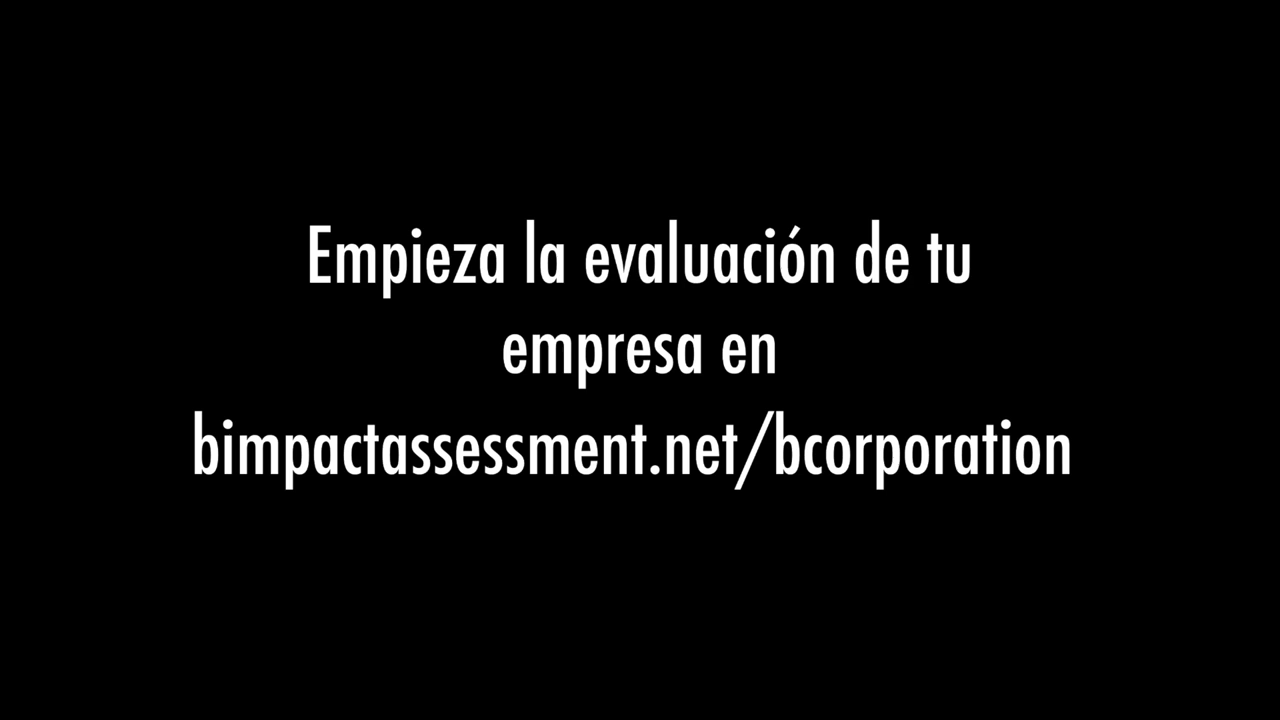 Empieza la evaluación de tu
empresa en
bimpactassessment.net/bcorporation